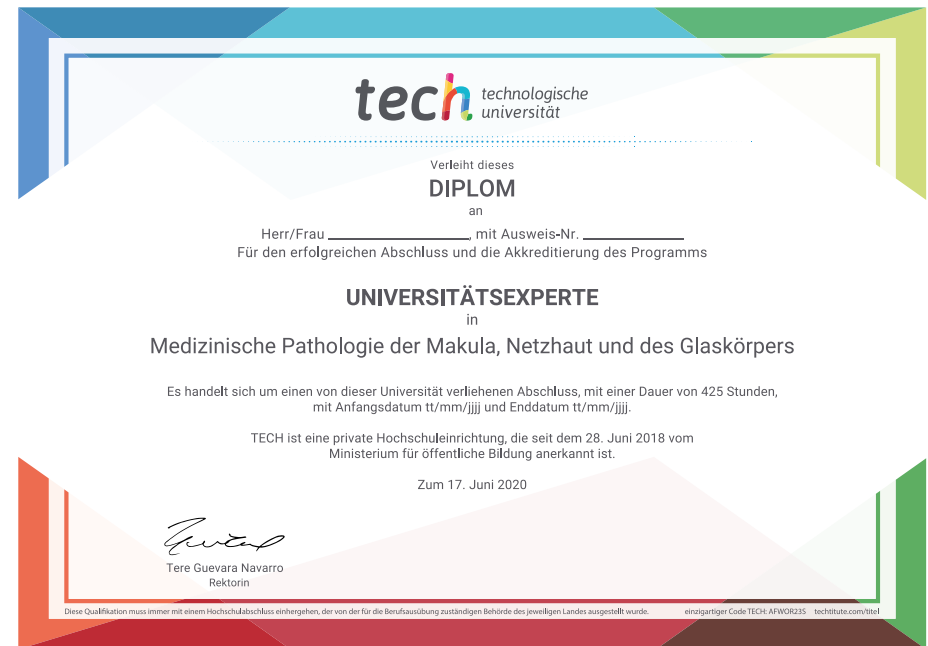 tech technologische
universität
Verleiht dieses
DIPLOM
an
Herr/Frau ____________________, mit Ausweis-Nr. ______________
Für den erfolgreichen Abschluss und die Akkreditierung des Programms
UNIVERSITÄTSEXPERTE
in
Medizinische Pathologie der Makula, Netzhaut und des Glaskörpers
Es handelt sich um einen von dieser Universität verliehenen Abschluss, mit einer Dauer von 425 Stunden,
mit Anfangsdatum tt/mm/jjjj und Enddatum tt/mm/jjjj.
TECH ist eine private Hochschuleinrichtung, die seit dem 28. Juni 2018 vom
Ministerium für öffentliche Bildung anerkannt ist.
Zum 17. Juni 2020
Tere Guevara Navarro
Rektorin
Diese Qualifikation muss immer mit einem Hochschulabschluss einhergehen, der von der für die Berufsausübung zuständigen Behörde des jeweiligen Landes ausgestellt wurde. einzigartiger Code TECH: AFWOR23S techtitute.com/titel